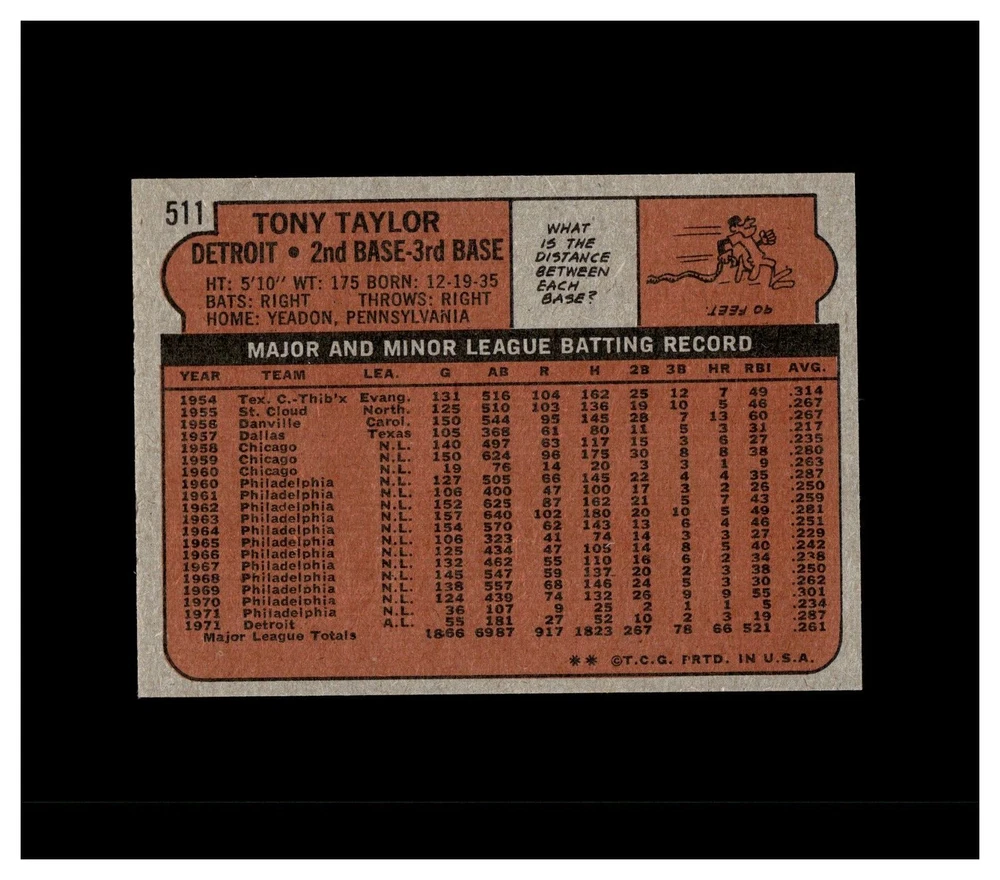 511
TONY TAYLOR
DETROIT • 2nd BASE-3rd BASE
HT: 5'10" WT: 175 BORN: 12-19-35
BATS: RIGHT THROWS: RIGHT
HOME: YEADON, PENNSYLVANIA
WHAT
IS THE
DISTANCE
BETWEEN
EACH
BASE?
90 FEET.
MAJOR AND MINOR LEAGUE BATTING RECORD
YEAR TEAM LEA. G AB R H 2B 3B HR RBI AVG.
1954 Tex. C.-Thib'x Evang. 131 516 104 162 25 12 7 49 .314
1955 St. Cloud North. 125 510 103 136 19 10 5 46 .267
1956 Danville Carol. 150 544 95 145 28 7 13 60 .267
1957 Dallas Texas 105 368 61 80 11 5 3 31 .217
1958 Chicago N.L. 140 497 63 117 15 3 6 27 .235
1959 Chicago N.L. 150 624 96 175 30 8 8 38 .280
1960 Chicago N.L. 19 76 14 20 3 3 1 9 .263
1960 Philadelphia N.L. 127 505 66 145 22 4 4 35 .287
1961 Philadelphia N.L. 106 400 47 100 17 3 2 26 .250
1962 Philadelphia N.L. 152 625 87 162 21 5 7 43 .259
1963 Philadelphia N.L. 157 640 102 180 20 10 5 49 .281
1964 Philadelphia N.L. 154 570 62 143 13 6 4 46 .251
1965 Philadelphia N.L. 106 323 41 74 14 3 3 27 .229
1966 Philadelphia N.L. 125 434 47 105 14 8 5 40 .242
1967 Philadelphia N.L. 132 462 55 110 16 6 2 34 .238
1968 Philadelphia N.L. 145 547 59 137 20 2 3 38 .250
1969 Philadelphia N.L. 138 557 68 146 24 5 3 30 .262
1970 Philadelphia N.L. 124 439 74 132 26 9 9 55 .301
1971 Philadelphia N.L. 36 107 9 25 2 1 1 5 .234
1971 Detroit A.L. 55 181 27 52 10 2 3 19 .287
Major League Totals 1866 6987 917 1823 267 78 66 521 .261
** ©T.C.G. PRTD. IN U.S.A.